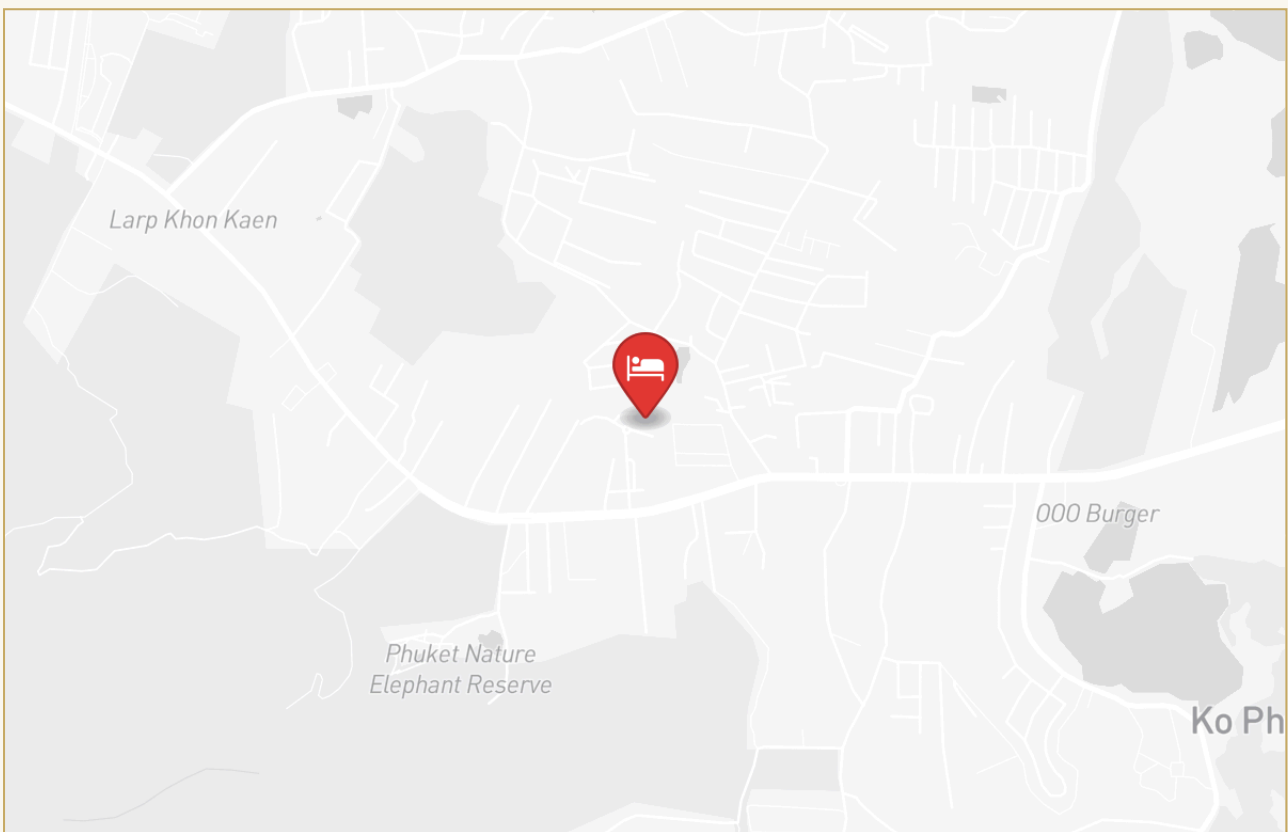 Larp Khon Kaen
OOO Burger
Phuket Nature
Elephant Reserve
Ko Ph